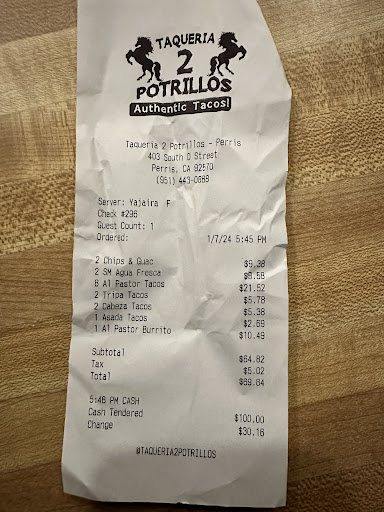 TAQUERIA
2
POTRILLOS
Authentic Tacos!
Taqueria 2 Potrillos - Perris
403 South D Street
Perris, CA 92570
(951) 443-0888
Server: Yajaira F
Check #296
Guest Count: 1
Ordered: 1/7/24 5:45 PM
2 Chips & Guac $9.38
2 SM Agua Fresca $9.58
8 Al Pastor Tacos $21.52
2 Tripa Tacos $5.78
2 Cabeza Tacos $5.38
1 Asada Tacos $2.69
1 Al Pastor Burrito $10.49
Subtotal $64.82
Tax $5.02
Total $69.84
5:46 PM CASH
Cash Tendered $100.00
Change $30.16
@TAQUERIA2POTRILLOS